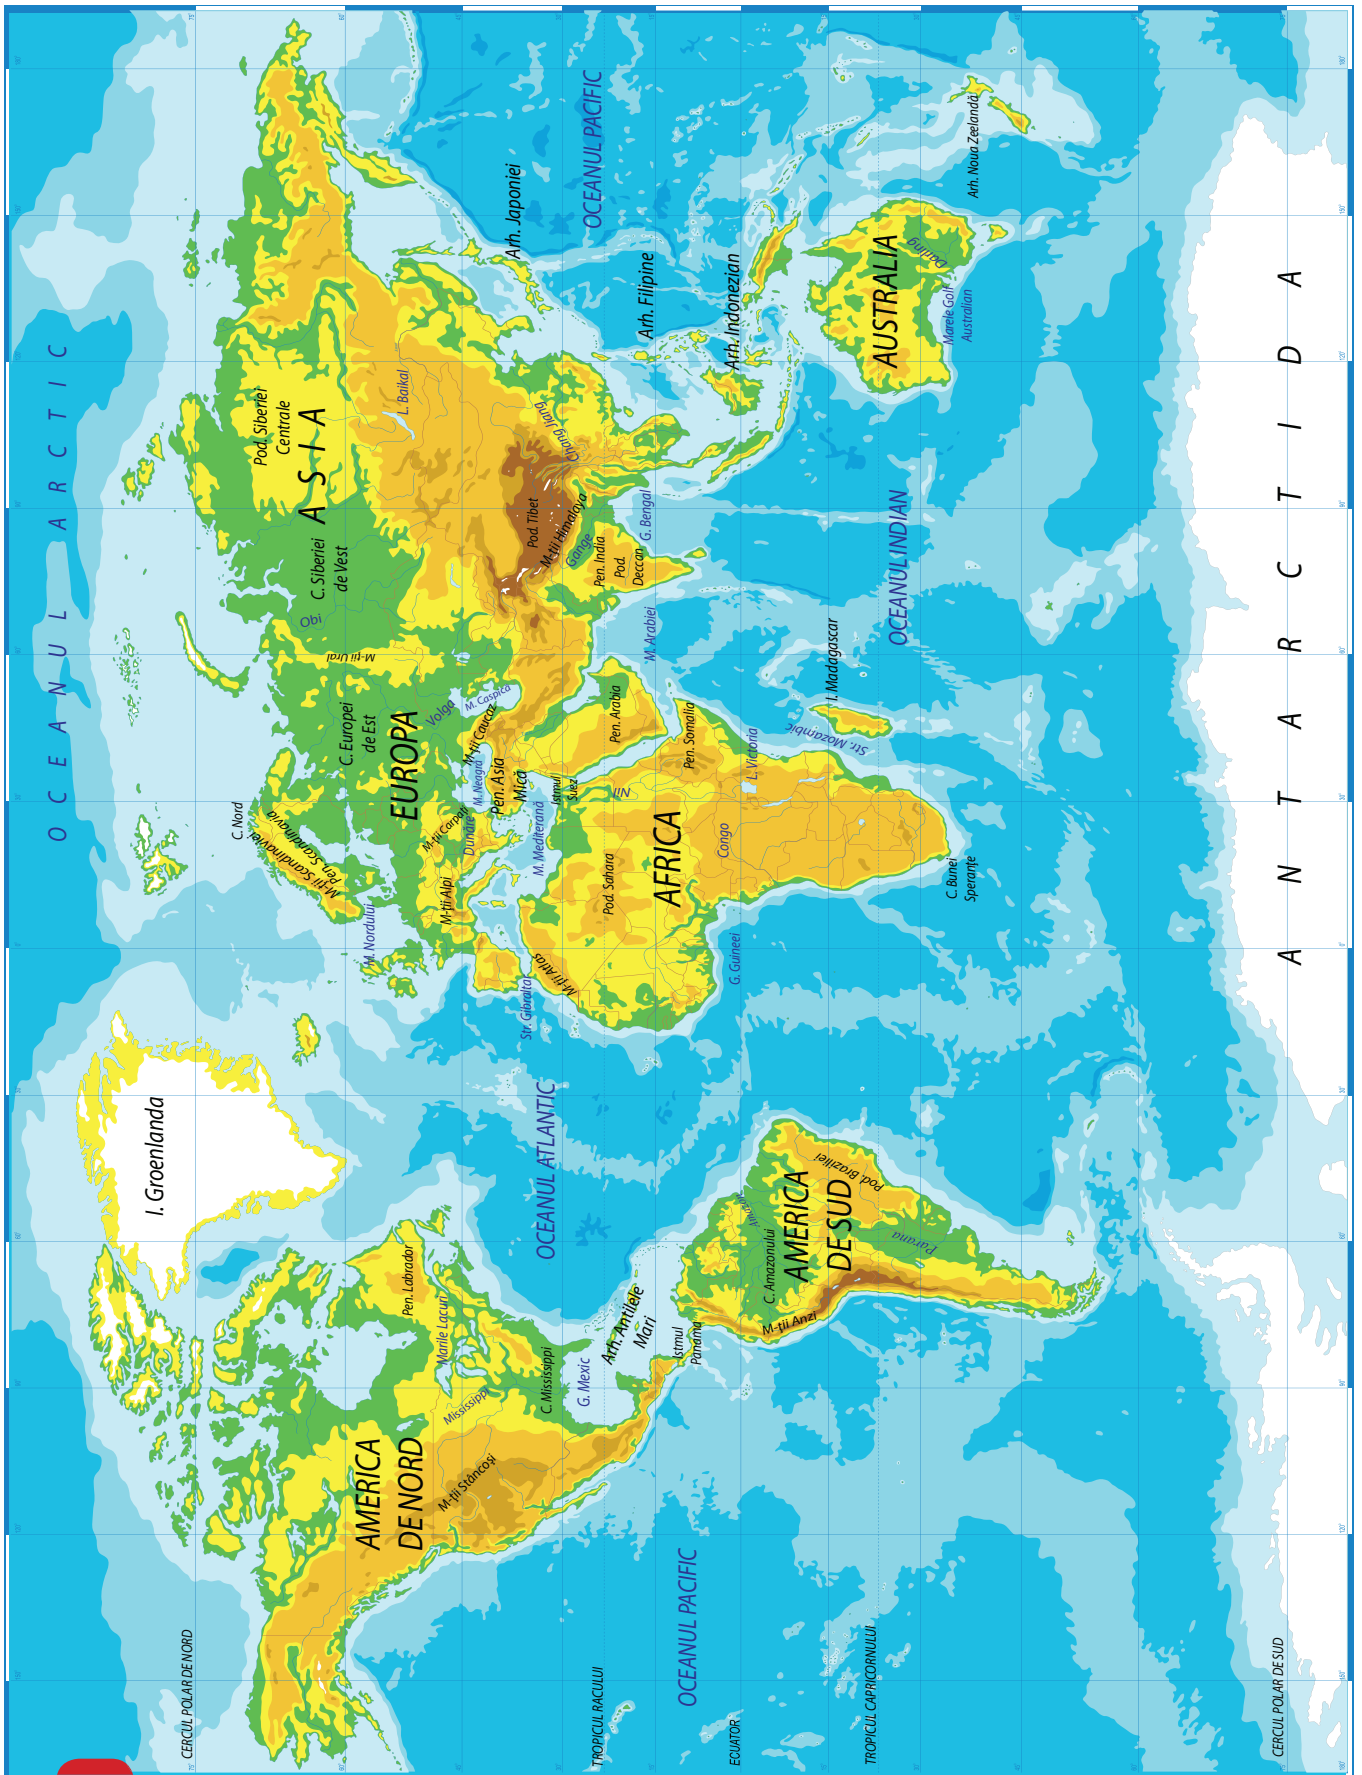 OCEANUL ARCTIC
I. Groenlanda
CERCUL POLAR DE NORD
AMERICA
DE NORD
M-ții Stâncoși
Mississippi
Marile Lacuri
Pen. Labrador
C. Mississippi
G. Mexic
Arh. Antilele
Mari
Istmul
Panama
OCEANUL ATLANTIC
OCEANUL PACIFIC
TROPICUL RACULUI
ECUATOR
TROPICUL CAPRICORNULUI
CERCUL POLAR DE SUD
AMERICA
DE SUD
C. Amazonului
Amazon
M-ții Anzi
Pod. Braziliei
Parana
C. Nord
M-ții Scandinaviei
Pen. Scandinavia
M. Nordului
EUROPA
C. Europei
de Est
M-ții Ural
Volga
M. Caspică
M-ții Caucaz
M. Neagră
M-ții Carpați
Dunăre
M-ții Alpi
M. Mediterană
Str. Gibraltar
M-ții Atlas
Pen. Asia
Mică
Istmul
Suez
Nil
Pod. Sahara
AFRICA
Congo
G. Guineei
L. Victoria
Pen. Somalia
Pen. Arabia
Str. Mozambic
I. Madagascar
C. Bunei
Speranțe
ASIA
Obi
C. Siberiei
de Vest
Pod. Siberiei
Centrale
L. Baikal
Pod. Tibet
M-ții Himalaya
Gange
Chang Jiang
Pen. India
Pod.
Deccan
G. Bengal
M. Arabiei
OCEANUL INDIAN
Arh. Japoniei
OCEANUL PACIFIC
Arh. Filipine
Arh. Indonezian
AUSTRALIA
Darling
Marele Golf
Australian
Arh. Noua Zeelandă
ANTARCTIDA